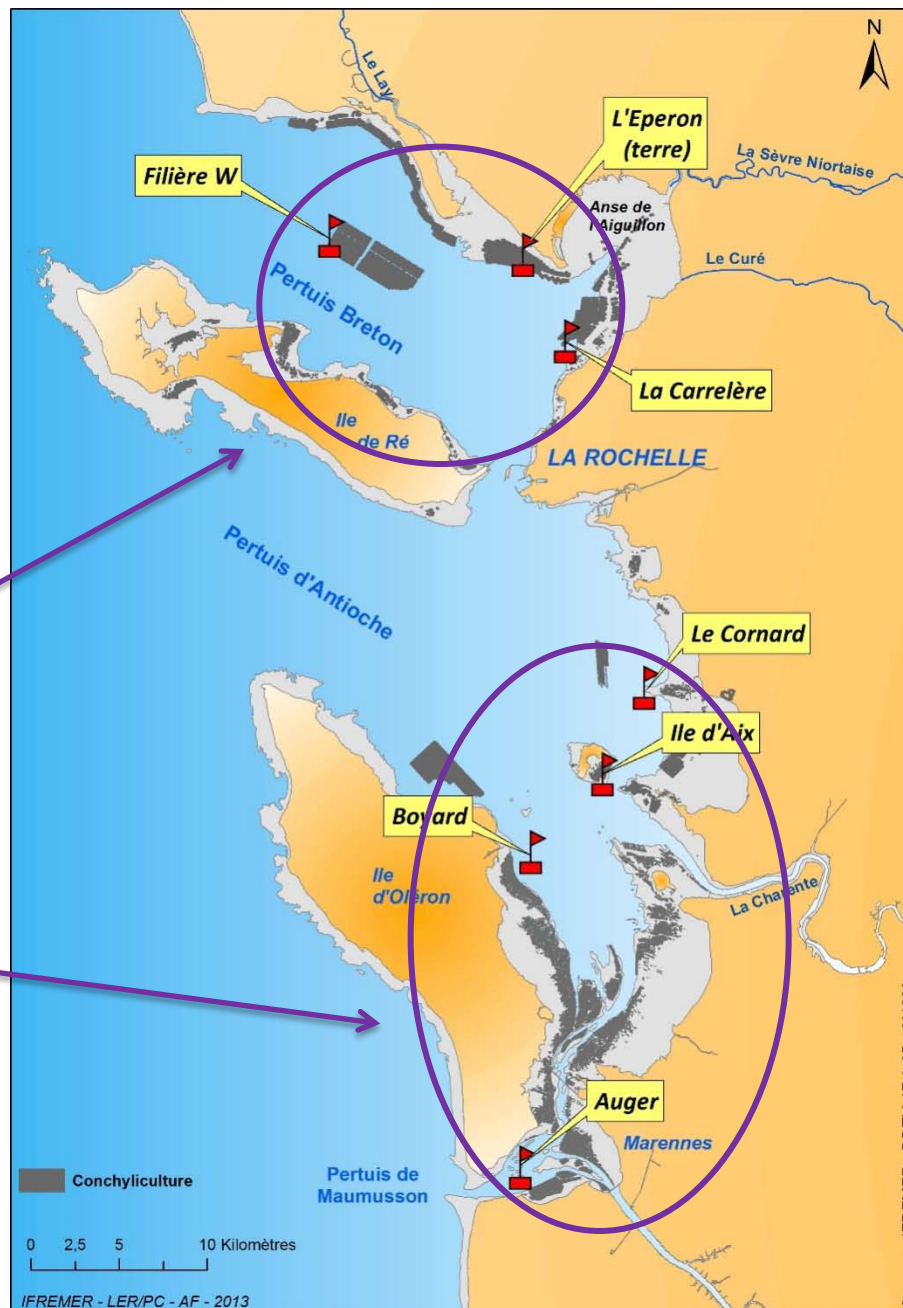 N
Le Lay
L'Eperon
(terre)
La Sèvre Niortaise
Filière W
Anse de
l'Aiguillon
Le Curé
Pertuis Breton
La Carrelère
Ile
de Ré
LA ROCHELLE
Pertuis d'Antioche
Le Cornard
Ile d'Aix
Boyard
Ile
d'Oléron
La Charente
Auger
Marennes
Pertuis de
Maumusson
Conchyliculture
0 2,5 5 10 Kilomètres
IFREMER - LER/PC - AF - 2013